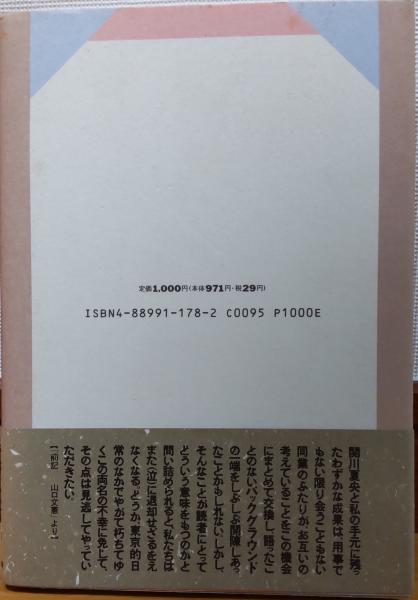 定価1.000円(本体971円・税29円)
ISBN4-88991-178-2 C0095 P1000E
関川夏央と私の手元に残っ
たわずかな成果は、用事で
もない限り会うこともない
同業のふたりが、お互いの
考えていることをこの機会
にまとめて交換し、語ったこ
とのないバックグラウンド
の一端をしぶしぶ開陳しあっ
たことかもしれない。しかし、
そんなことが読者にとって
どういう意味をもつのかと
問い詰められると、私たちは
また〈泣〉に退却せざるをえ
なくなる。どうか、東京的日
常のなかでやがて朽ちてゆ
くこの両名の不幸に免じて、
その点は見逃してやってい
ただきたい。
【「前記 山口文憲」より】